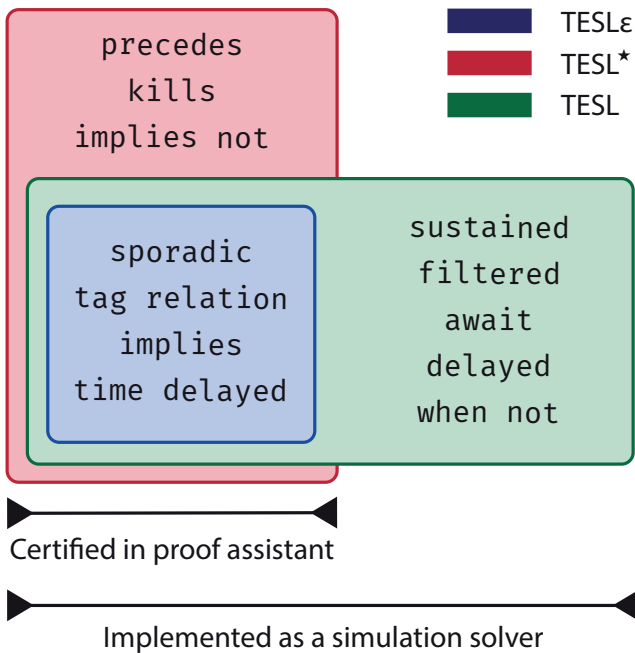 precedes
kills
implies not
TESLε
TESL★
TESL
sporadic
tag relation
implies
time delayed
sustained
filtered
await
delayed
when not
Certified in proof assistant
Implemented as a simulation solver